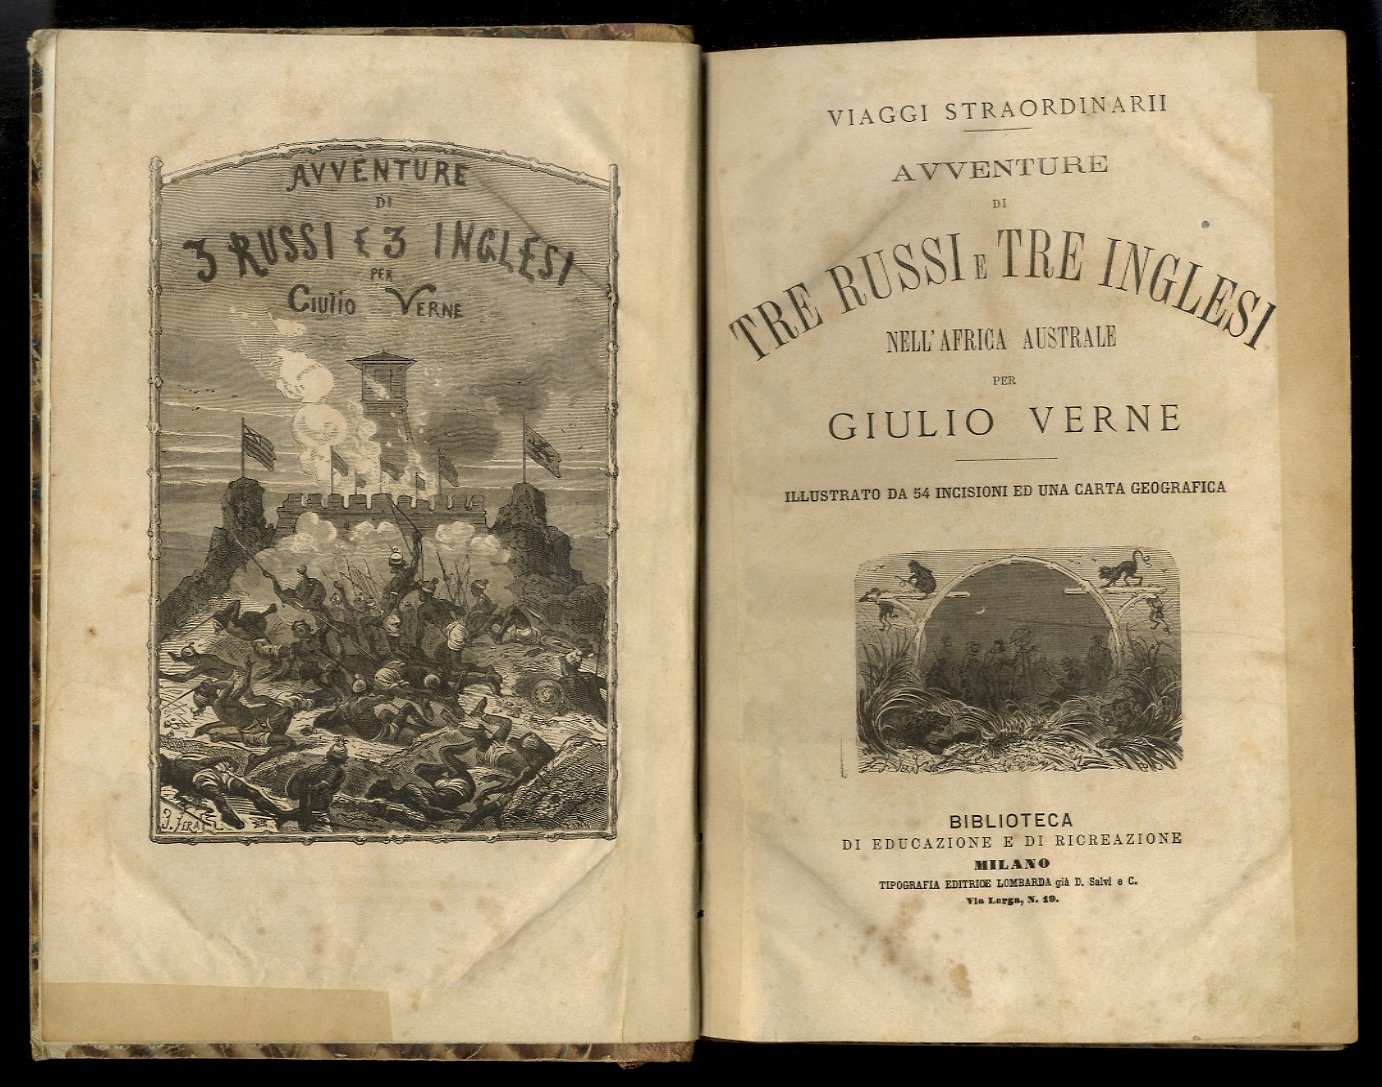 AVVENTURE
DI
3 RUSSI E 3 INGLESI
PER
Giulio Verne
J. FERAT
VIAGGI STRAORDINARII
AVVENTURE
DI
TRE RUSSI E TRE INGLESI
NELL'AFRICA AUSTRALE
PER
GIULIO VERNE
ILLUSTRATO DA 54 INCISIONI ED UNA CARTA GEOGRAFICA
BIBLIOTECA
DI EDUCAZIONE E DI RICREAZIONE
MILANO
TIPOGRAFIA EDITRICE LOMBARDA già D. Salvi e C.
Via Larga, N. 19.